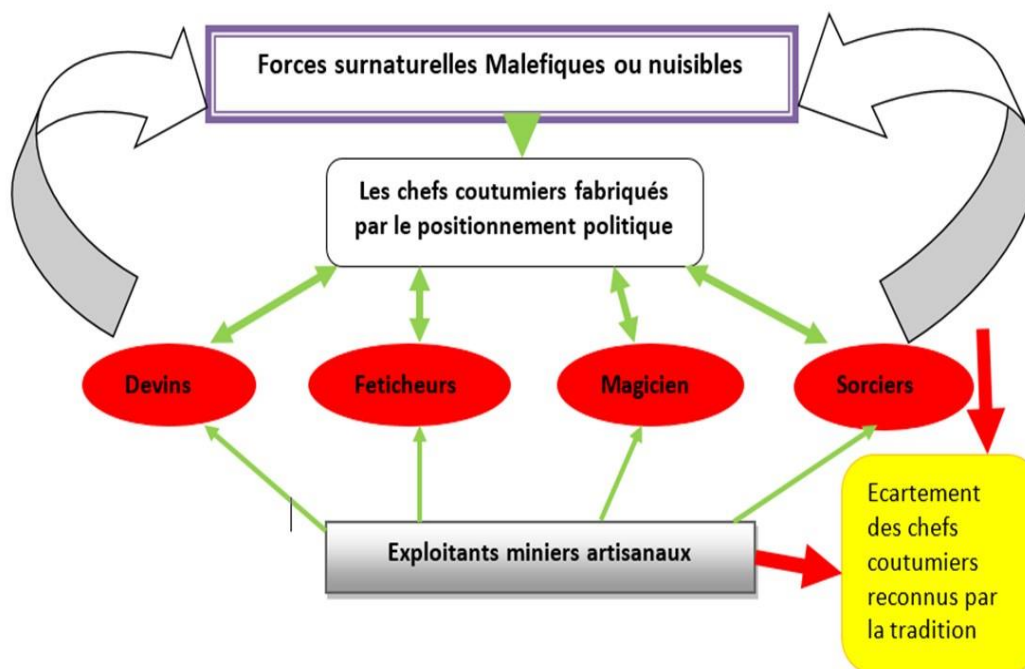 Forces surnaturelles Malefiques ou nuisibles
Les chefs coutumiers fabriqués
par le positionnement politique
Devins
Feticheurs
Magicien
Sorciers
Exploitants miniers artisanaux
Ecartement
des chefs
coutumiers
reconnus par
la tradition